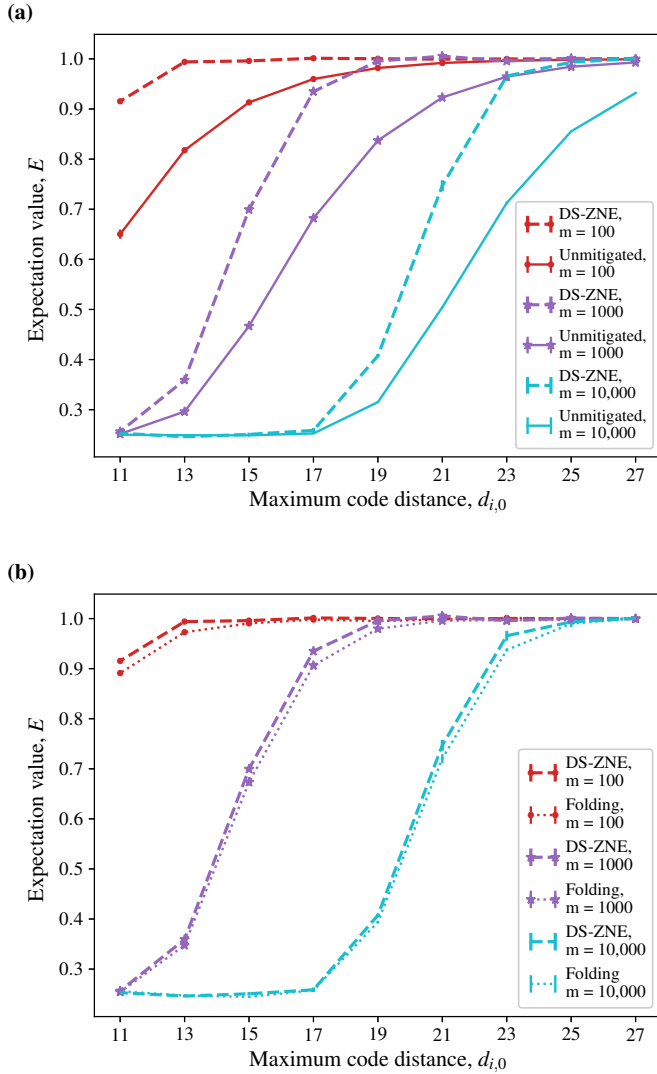 (a)
1.0
0.9
0.8
0.7
0.6
0.5
0.4
0.3
Expectation value, E
DS-ZNE,
m = 100
Unmitigated,
m = 100
DS-ZNE,
m = 1000
Unmitigated,
m = 1000
DS-ZNE,
m = 10,000
Unmitigated,
m = 10,000
11 13 15 17 19 21 23 25 27
Maximum code distance, d_{i,0}
(b)
1.0
0.9
0.8
0.7
0.6
0.5
0.4
0.3
Expectation value, E
DS-ZNE,
m = 100
Folding,
m = 100
DS-ZNE,
m = 1000
Folding,
m = 1000
DS-ZNE,
m = 10,000
Folding
m = 10,000
11 13 15 17 19 21 23 25 27
Maximum code distance, d_{i,0}